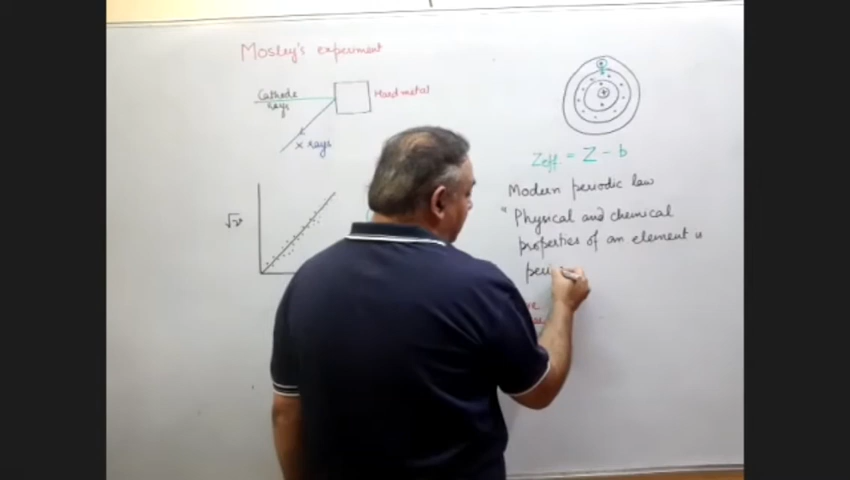 Mosley's experiment
Cathode
rays
Hard metal
x rays
√ν
Zeff = Z - b
Modern periodic law
" Physical and chemical
properties of an element is
peri